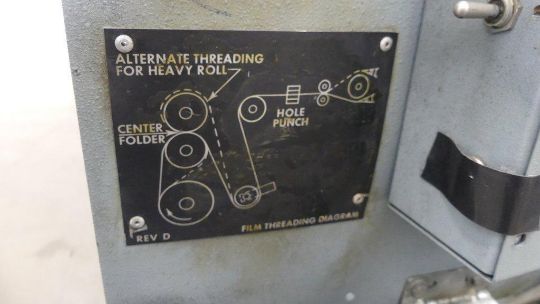 ALTERNATE THREADING
FOR HEAVY ROLL
CENTER
FOLDER
HOLE
PUNCH
REV D
FILM THREADING DIAGRAM